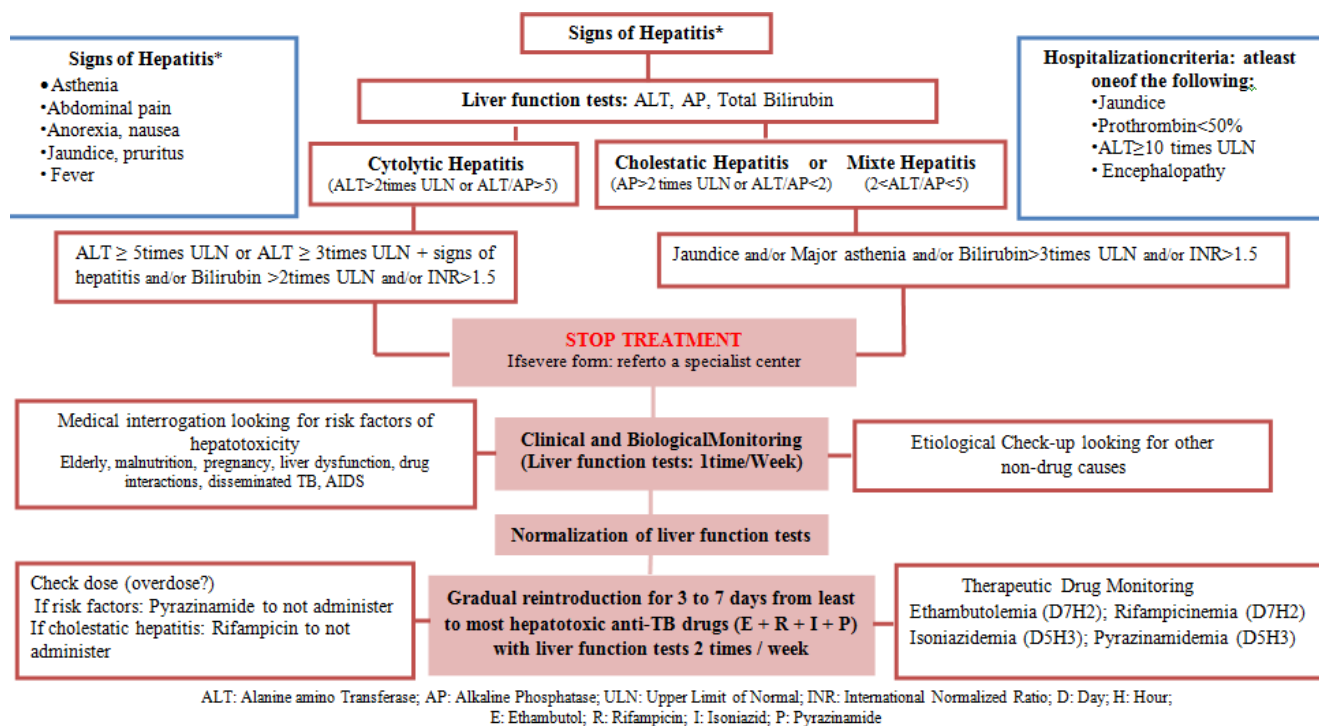 Signs of Hepatitis*
Signs of Hepatitis*
•Asthenia
•Abdominal pain
•Anorexia, nausea
•Jaundice, pruritus
• Fever
Hospitalizationcriteria: atleast
oneof the following:
•Jaundice
•Prothrombin<50%
•ALT≥10 times ULN
• Encephalopathy
Liver function tests: ALT, AP, Total Bilirubin
Cytolytic Hepatitis
(ALT>2times ULN or ALT/AP>5)
Cholestatic Hepatitis or Mixte Hepatitis
(AP>2 times ULN or ALT/AP<2) (2<ALT/AP<5)
ALT ≥ 5times ULN or ALT ≥ 3times ULN + signs of
hepatitis and/or Bilirubin >2times ULN and/or INR>1.5
Jaundice and/or Major asthenia and/or Bilirubin>3times ULN and/or INR>1.5
STOP TREATMENT
Ifsevere form: referto a specialist center
Medical interrogation looking for risk factors of
hepatotoxicity
Elderly, malnutrition, pregnancy, liver dysfunction, drug
interactions, disseminated TB, AIDS
Clinical and BiologicalMonitoring
(Liver function tests: 1time/Week)
Etiological Check-up looking for other
non-drug causes
Normalization of liver function tests
Check dose (overdose?)
If risk factors: Pyrazinamide to not administer
If cholestatic hepatitis: Rifampicin to not
administer
Gradual reintroduction for 3 to 7 days from least
to most hepatotoxic anti-TB drugs (E + R + I + P)
with liver function tests 2 times / week
Therapeutic Drug Monitoring
Ethambutolemia (D7H2); Rifampicinemia (D7H2)
Isoniazidemia (D5H3); Pyrazinamidemia (D5H3)
ALT: Alanine amino Transferase; AP: Alkaline Phosphatase; ULN: Upper Limit of Normal; INR: International Normalized Ratio; D: Day; H: Hour;
E: Ethambutol; R: Rifampicin; I: Isoniazid; P: Pyrazinamide